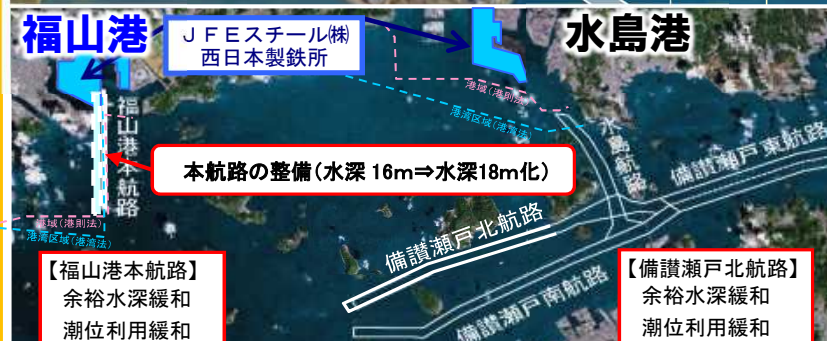 福山港
JFEスチール㈱
西日本製鉄所
水島港
港域(港則法)
港湾区域(港湾法)
福山港本航路
水島航路
備讃瀬戸東航路
本航路の整備(水深 16m⇒水深18m化)
港域(港則法)
港湾区域(港湾法)
備讃瀬戸北航路
備讃瀬戸南航路
【福山港本航路】
余裕水深緩和
潮位利用緩和
【備讃瀬戸北航路】
余裕水深緩和
潮位利用緩和